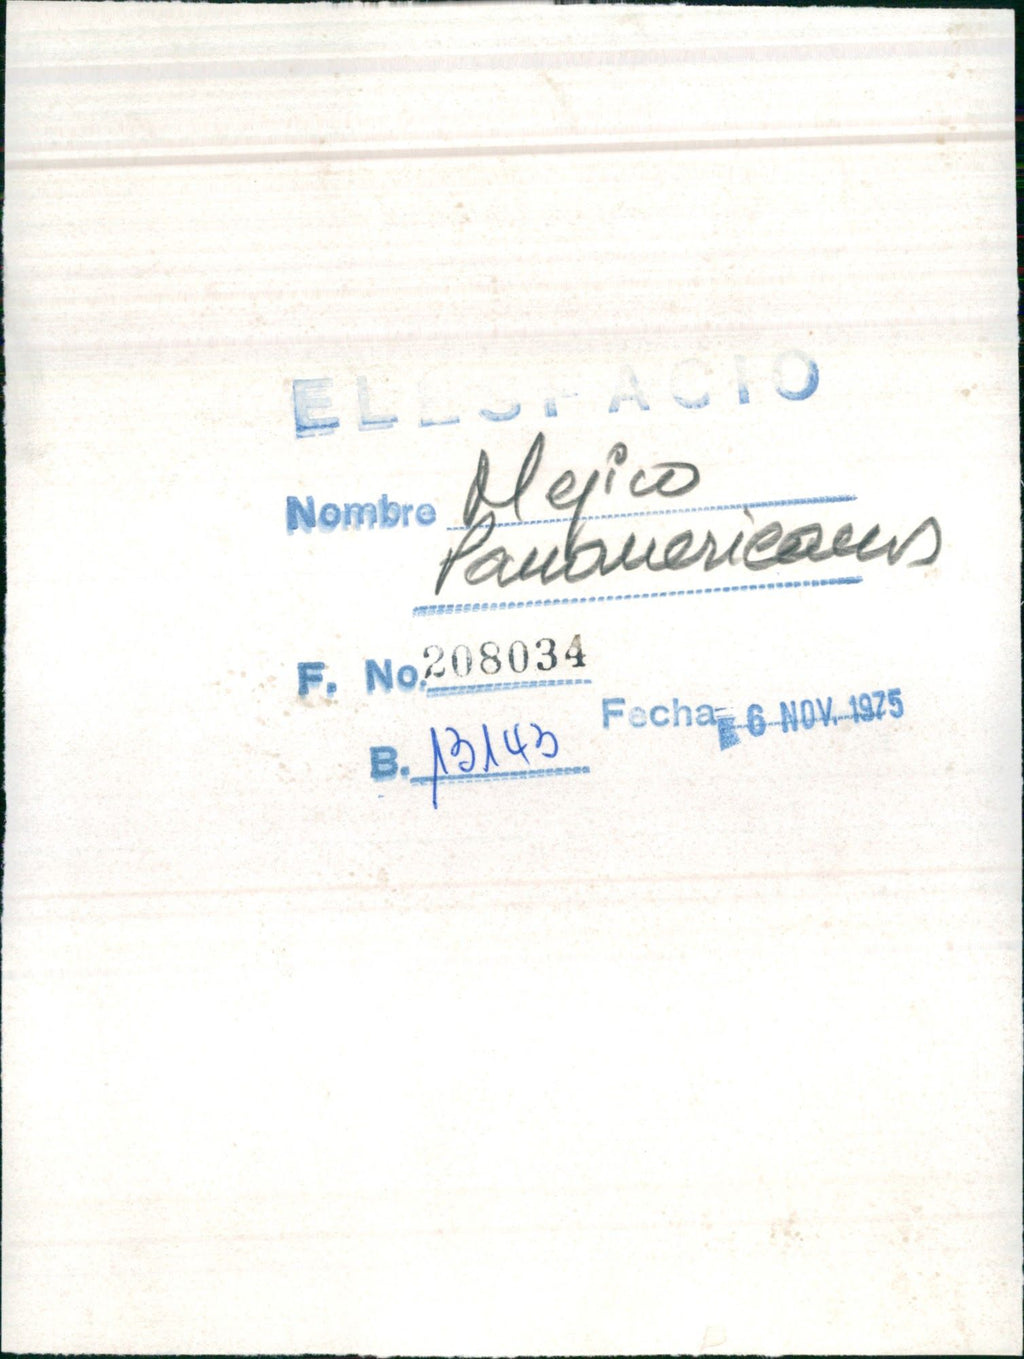 EL ESPACIO
Nombre Mejico
Panamericanos
F. No. 208034
Fecha 6 NOV. 1975
B. 13143